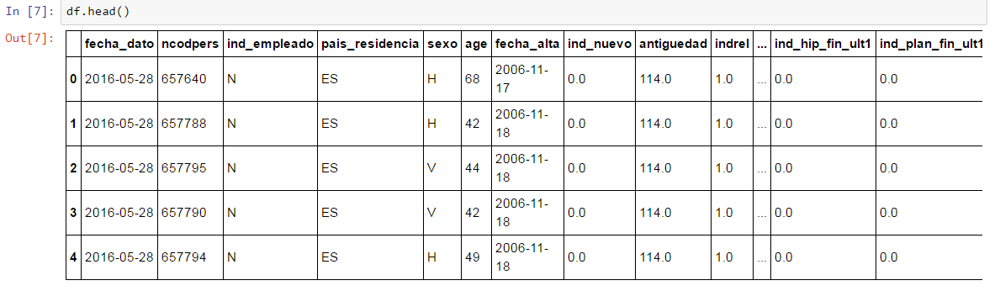 In [7]: df.head()
Out[7]:
fecha_dato ncodpers ind_empleado pais_residencia sexo age fecha_alta ind_nuevo antiguedad indrel ... ind_hip_fin_ult1 ind_plan_fin_ult1
0 2016-05-28 657640 N ES H 68 2006-11-17 0.0 114.0 1.0 ... 0.0 0.0
1 2016-05-28 657788 N ES H 42 2006-11-18 0.0 114.0 1.0 ... 0.0 0.0
2 2016-05-28 657795 N ES V 44 2006-11-18 0.0 114.0 1.0 ... 0.0 0.0
3 2016-05-28 657790 N ES V 42 2006-11-18 0.0 114.0 1.0 ... 0.0 0.0
4 2016-05-28 657794 N ES H 49 2006-11-18 0.0 114.0 1.0 ... 0.0 0.0